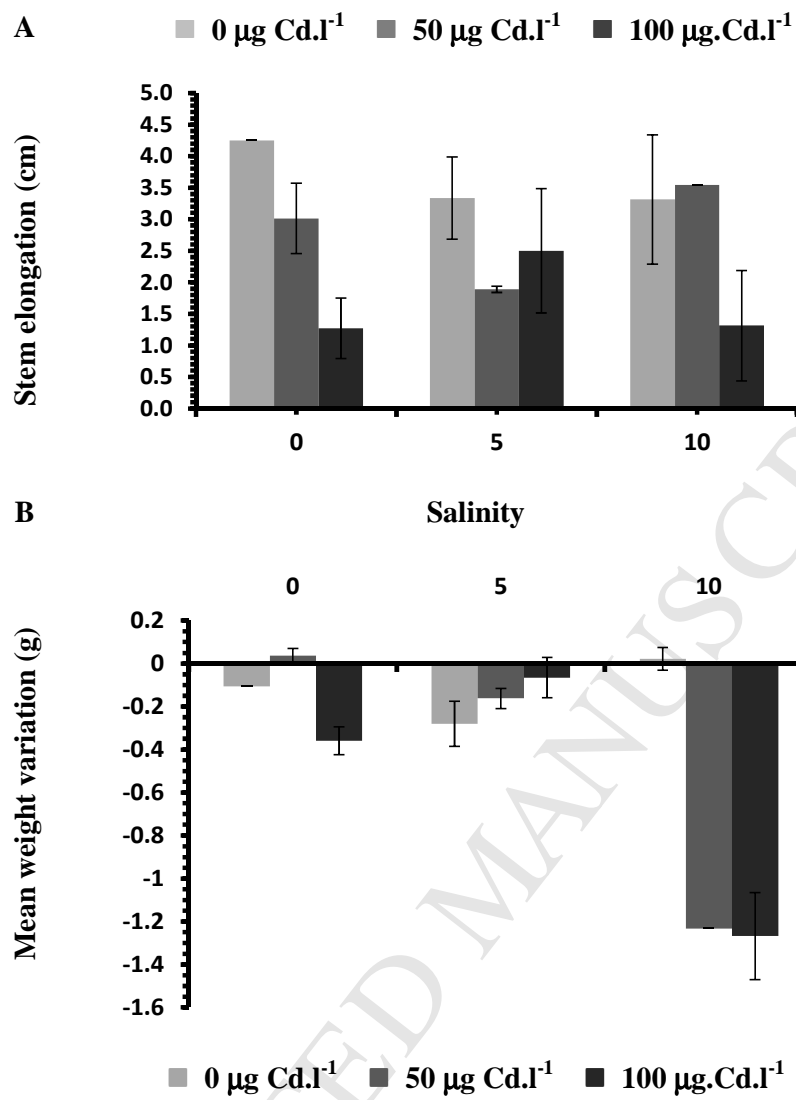 A
0 μg Cd.l⁻¹ 50 μg Cd.l⁻¹ 100 μg.Cd.l⁻¹
Stem elongation (cm)
5.0
4.5
4.0
3.5
3.0
2.5
2.0
1.5
1.0
0.5
0.0
0 5 10
B
Salinity
0 5 10
Mean weight variation (g)
0.2
0
-0.2
-0.4
-0.6
-0.8
-1
-1.2
-1.4
-1.6
0 μg Cd.l⁻¹ 50 μg Cd.l⁻¹ 100 μg.Cd.l⁻¹